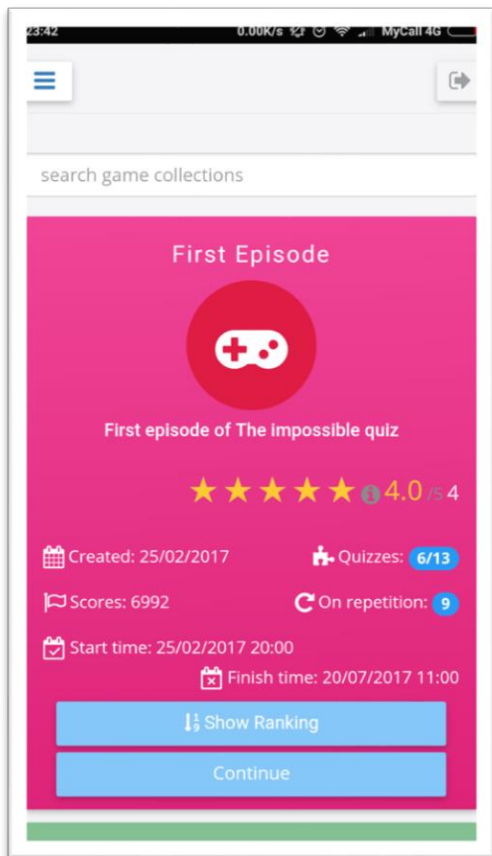 23:42 0.00K/s MyCall 4G
search game collections
First Episode
First episode of The impossible quiz
4.0 /5 4
Created: 25/02/2017 Quizzes: 6/13
Scores: 6992 On repetition: 9
Start time: 25/02/2017 20:00
Finish time: 20/07/2017 11:00
Show Ranking
Continue